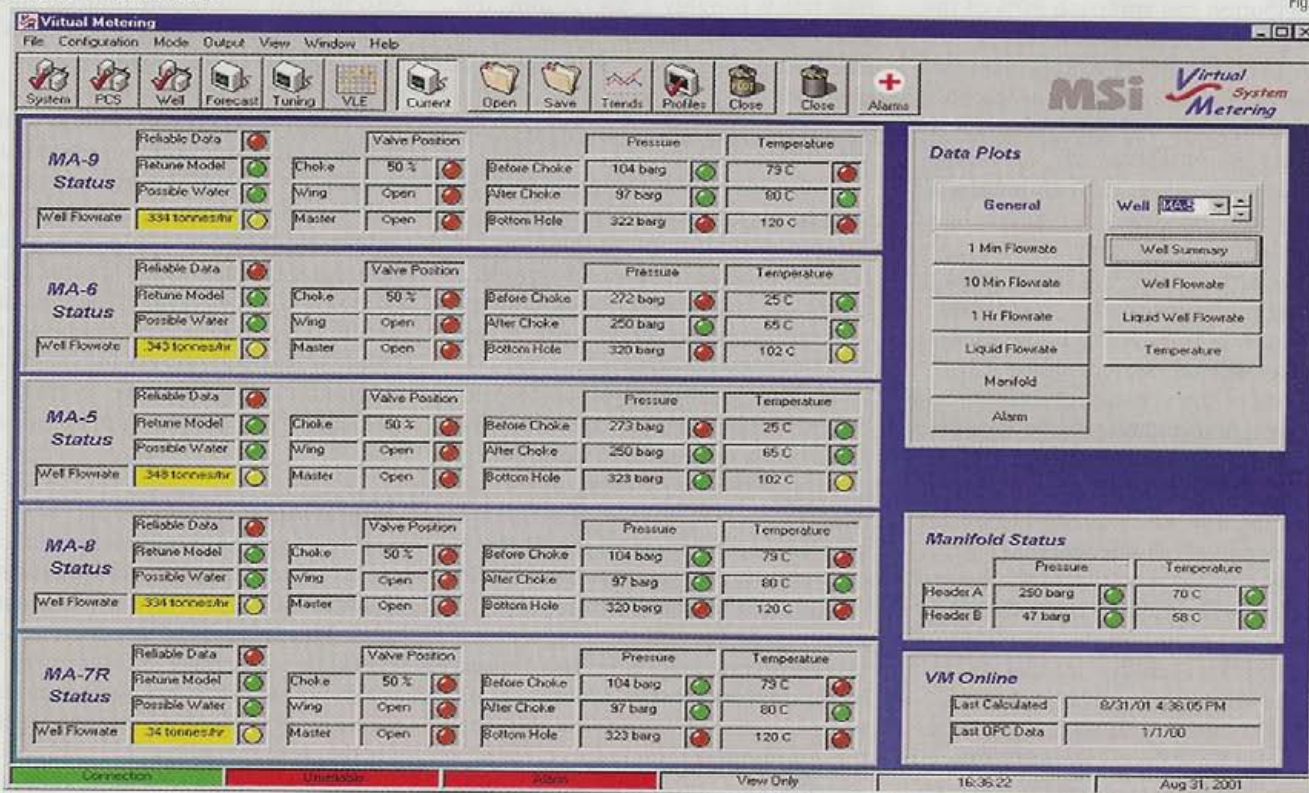 Fig
Virtual Metering
File Configuration Mode Output View Window Help
System PCS Well Forecast Tuning VLE Current Open Save Trends Profiles Close Close Alarms
MSi Virtual System Metering
MA-9 Status
Reliable Data Valve Position Pressure Temperature
Retune Model Choke 50 % Before Choke 104 barg 79 C
Possible Water Wing Open After Choke 97 barg 80 C
Well Flowrate .334 tonnes/hr Master Open Bottom Hole 322 barg 120 C
MA-6 Status
Reliable Data Valve Position Pressure Temperature
Retune Model Choke 50 % Before Choke 272 barg 25 C
Possible Water Wing Open After Choke 250 barg 65 C
Well Flowrate .343 tonnes/hr Master Open Bottom Hole 320 barg 102 C
MA-5 Status
Reliable Data Valve Position Pressure Temperature
Retune Model Choke 50 % Before Choke 273 barg 25 C
Possible Water Wing Open After Choke 250 barg 65 C
Well Flowrate .348 tonnes/hr Master Open Bottom Hole 323 barg 102 C
MA-8 Status
Reliable Data Valve Position Pressure Temperature
Retune Model Choke 50 % Before Choke 104 barg 79 C
Possible Water Wing Open After Choke 97 barg 80 C
Well Flowrate .334 tonnes/hr Master Open Bottom Hole 320 barg 120 C
MA-7R Status
Reliable Data Valve Position Pressure Temperature
Retune Model Choke 50 % Before Choke 104 barg 79 C
Possible Water Wing Open After Choke 97 barg 80 C
Well Flowrate .34 tonnes/hr Master Open Bottom Hole 323 barg 120 C
Data Plots
General Well MA-5
1 Min Flowrate Well Summary
10 Min Flowrate Well Flowrate
1 Hr Flowrate Liquid Well Flowrate
Liquid Flowrate Temperature
Manifold
Alarm
Manifold Status
Pressure Temperature
Header A 250 barg 70 C
Header B 47 barg 58 C
VM Online
Last Calculated 8/31/01 4:36:05 PM
Last OPC Data 1/1/00
Connection Unreliable Alarm View Only 16:36:22 Aug 31, 2001